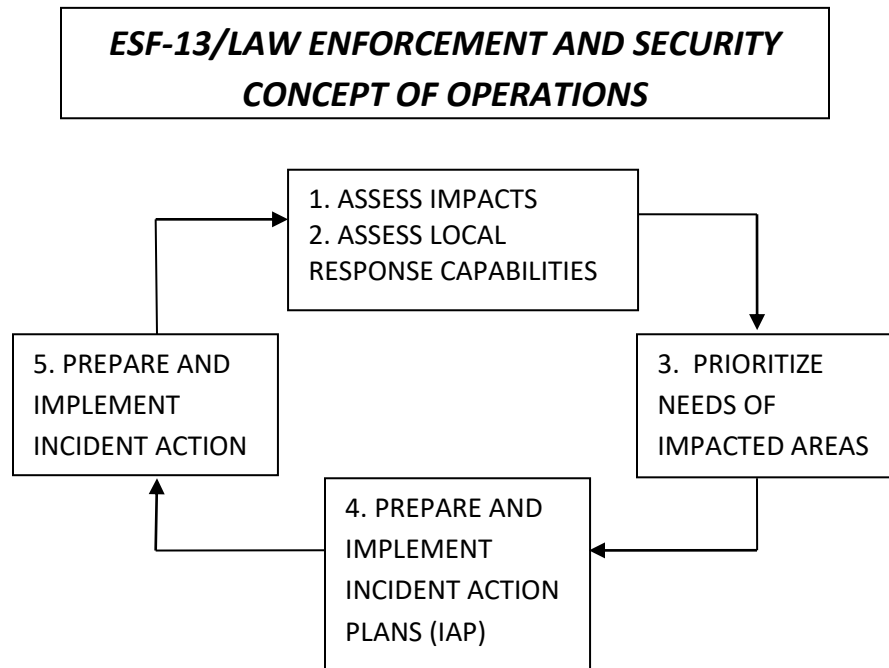 ESF-13/LAW ENFORCEMENT AND SECURITY
CONCEPT OF OPERATIONS
1. ASSESS IMPACTS
2. ASSESS LOCAL
RESPONSE CAPABILITIES
3. PRIORITIZE
NEEDS OF
IMPACTED AREAS
4. PREPARE AND
IMPLEMENT
INCIDENT ACTION
PLANS (IAP)
5. PREPARE AND
IMPLEMENT
INCIDENT ACTION